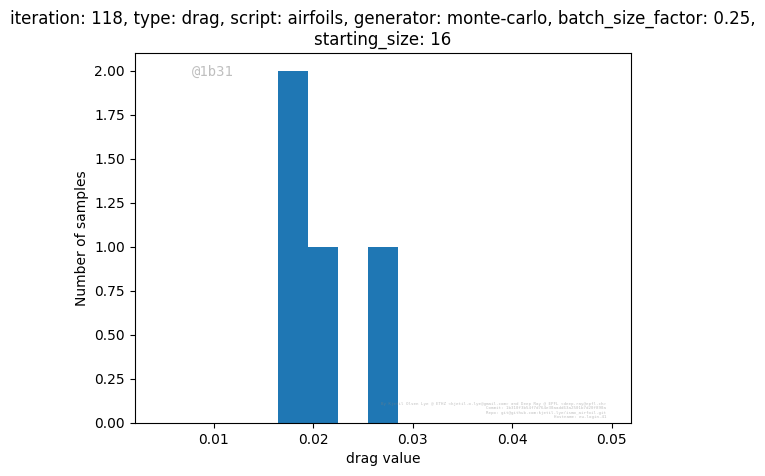 iteration: 118, type: drag, script: airfoils, generator: monte-carlo, batch_size_factor: 0.25,
starting_size: 16
@1b31
2.00
1.75
1.50
1.25
1.00
0.75
0.50
0.25
0.00
Number of samples
0.01
0.02
0.03
0.04
0.05
drag value